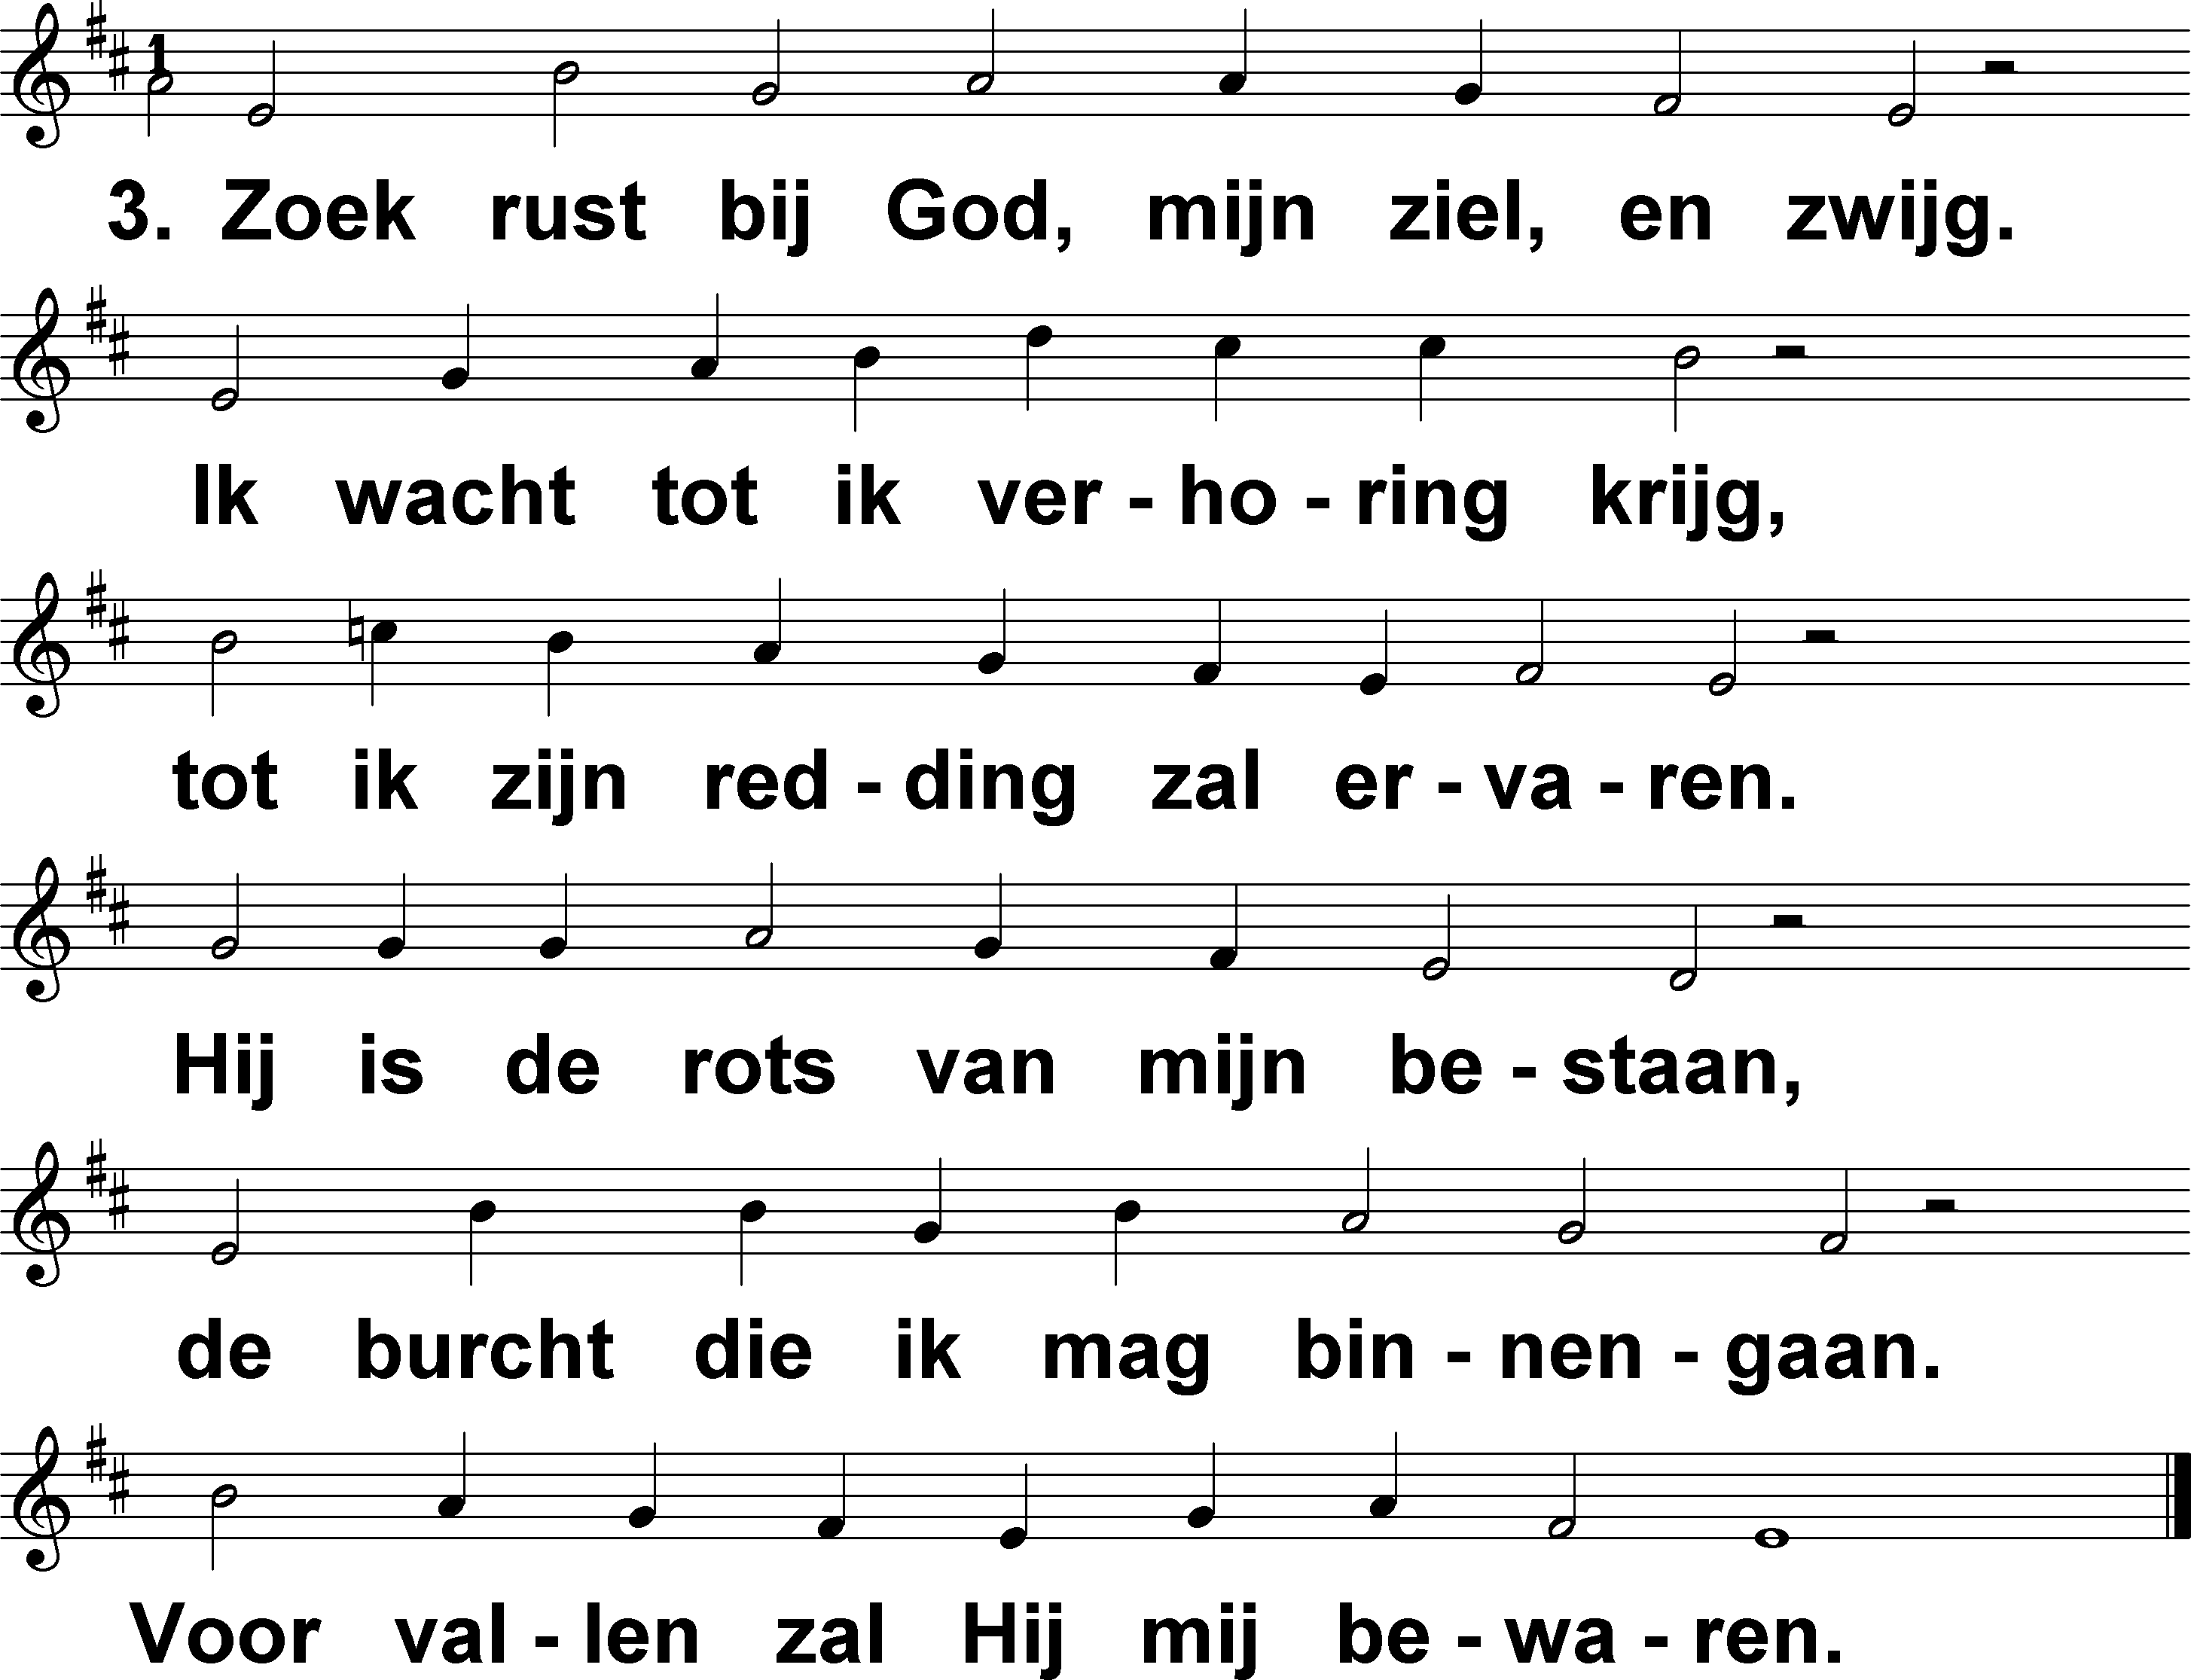 1
3. Zoek rust bij God, mijn ziel, en zwijg.
Ik wacht tot ik ver - ho - ring krijg,
tot ik zijn red - ding zal er - va - ren.
Hij is de rots van mijn be - staan,
de burcht die ik mag bin - nen - gaan.
Voor val - len zal Hij mij be - wa - ren.